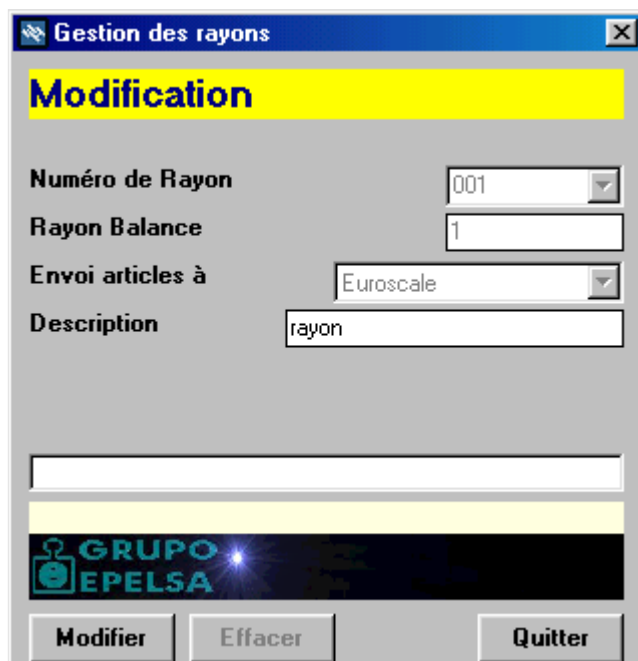 Gestion des rayons
Modification
Numéro de Rayon 001
Rayon Balance 1
Envoi articles à Euroscale
Description rayon
GRUPO
EPELSA
Modifier Effacer Quitter